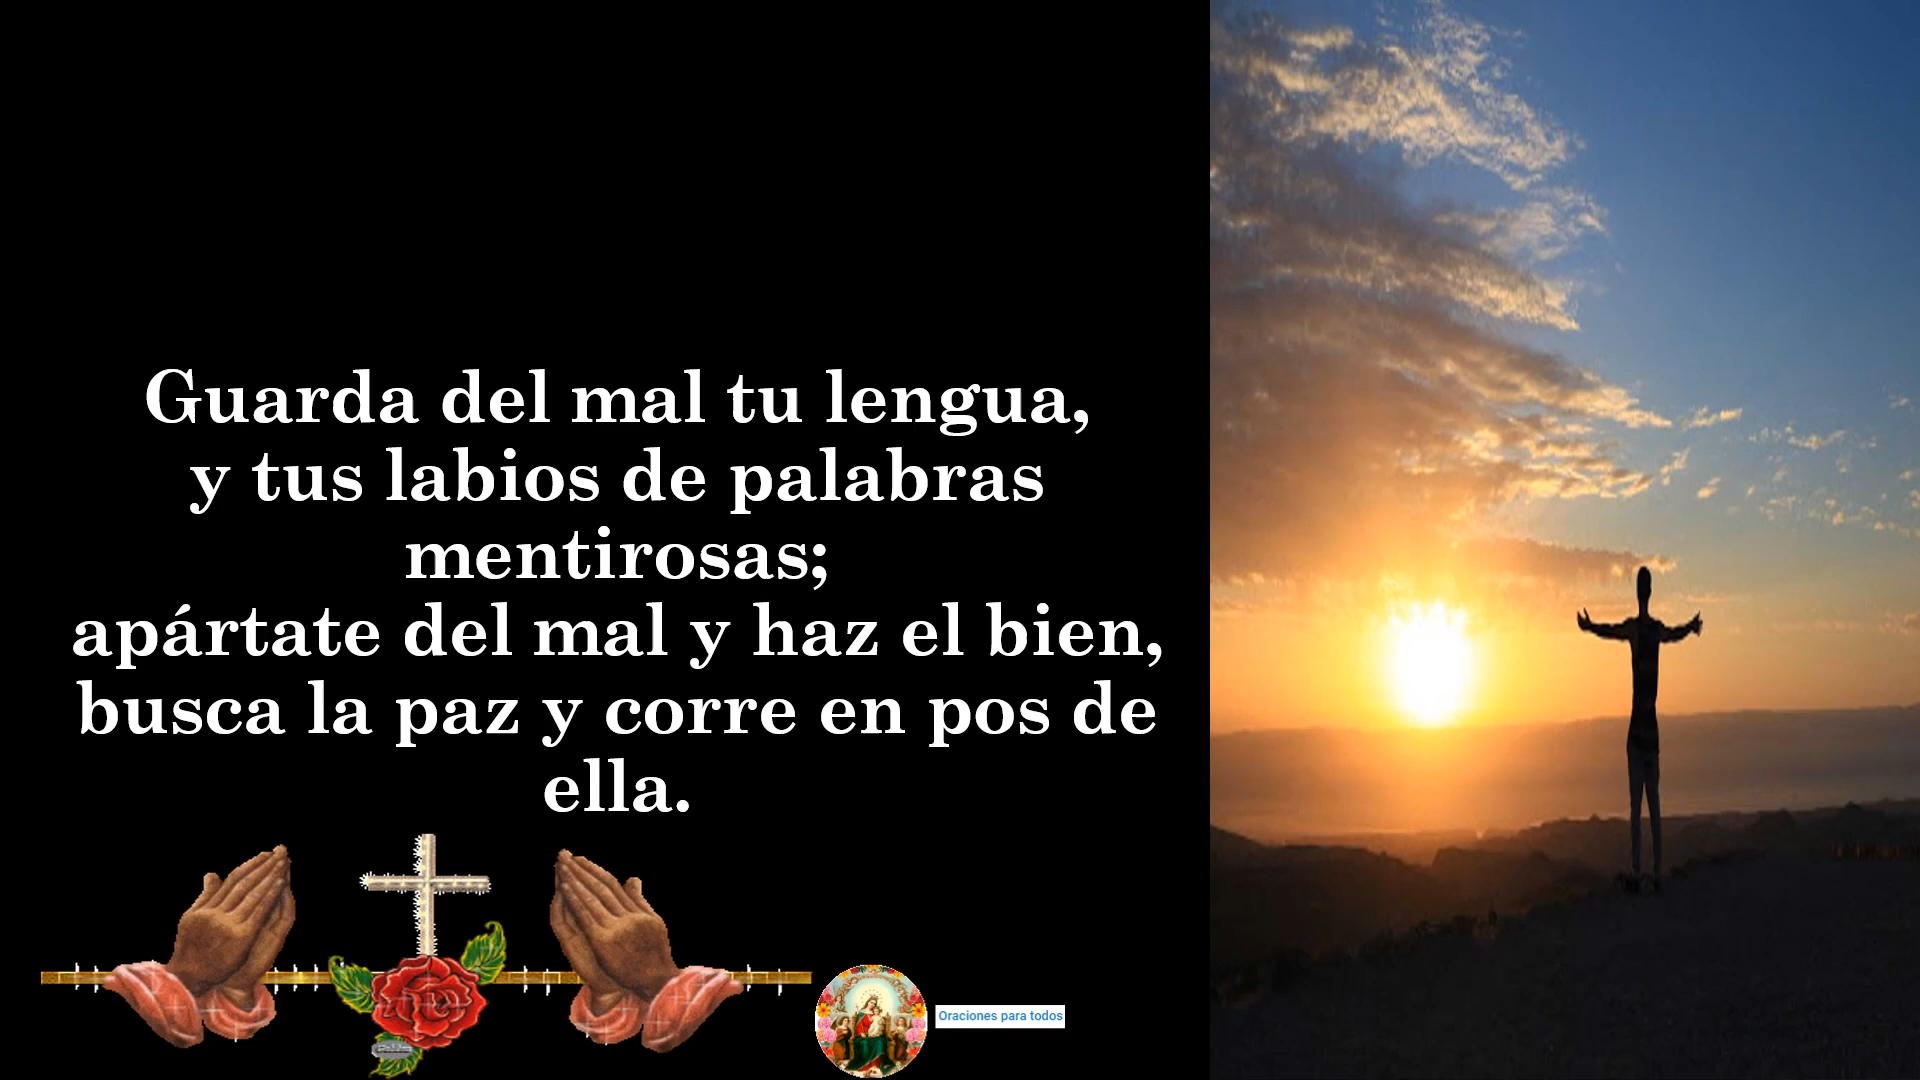 Guarda del mal tu lengua,
y tus labios de palabras
mentirosas;
apártate del mal y haz el bien,
busca la paz y corre en pos de
ella.
Oraciones para todos